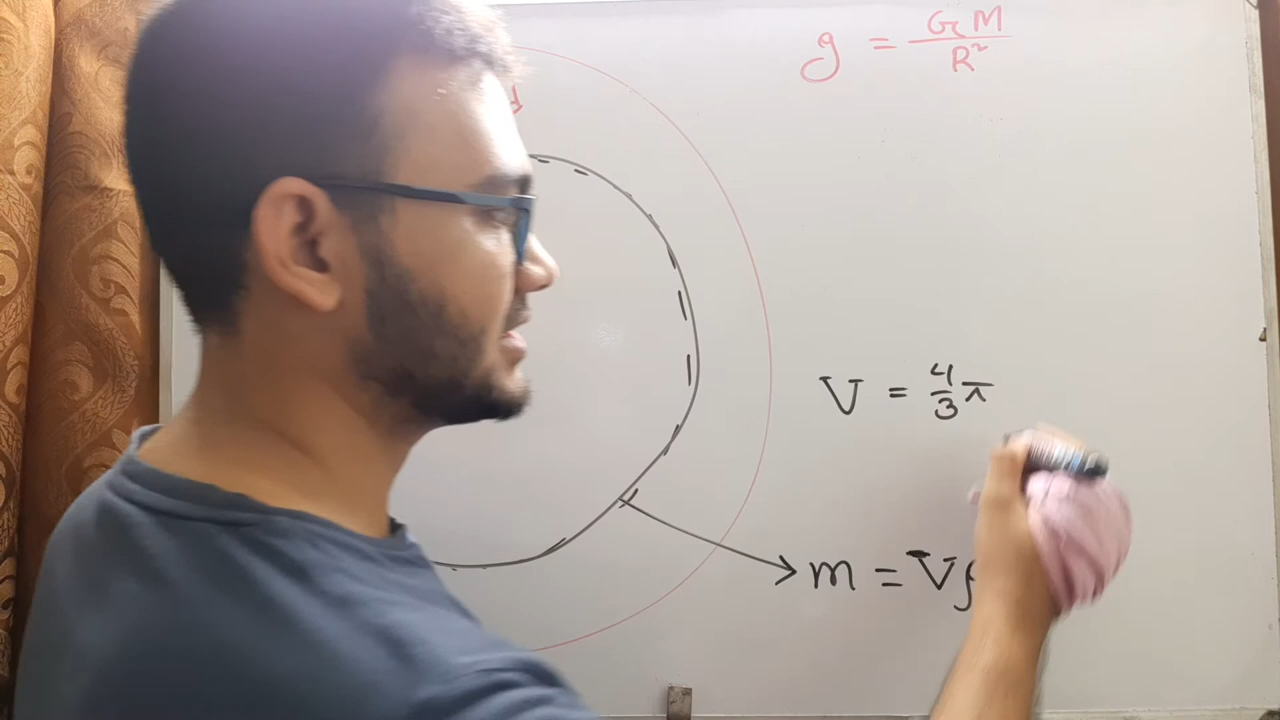 g = GM/R²
V = 4/3 π
m = Vρ